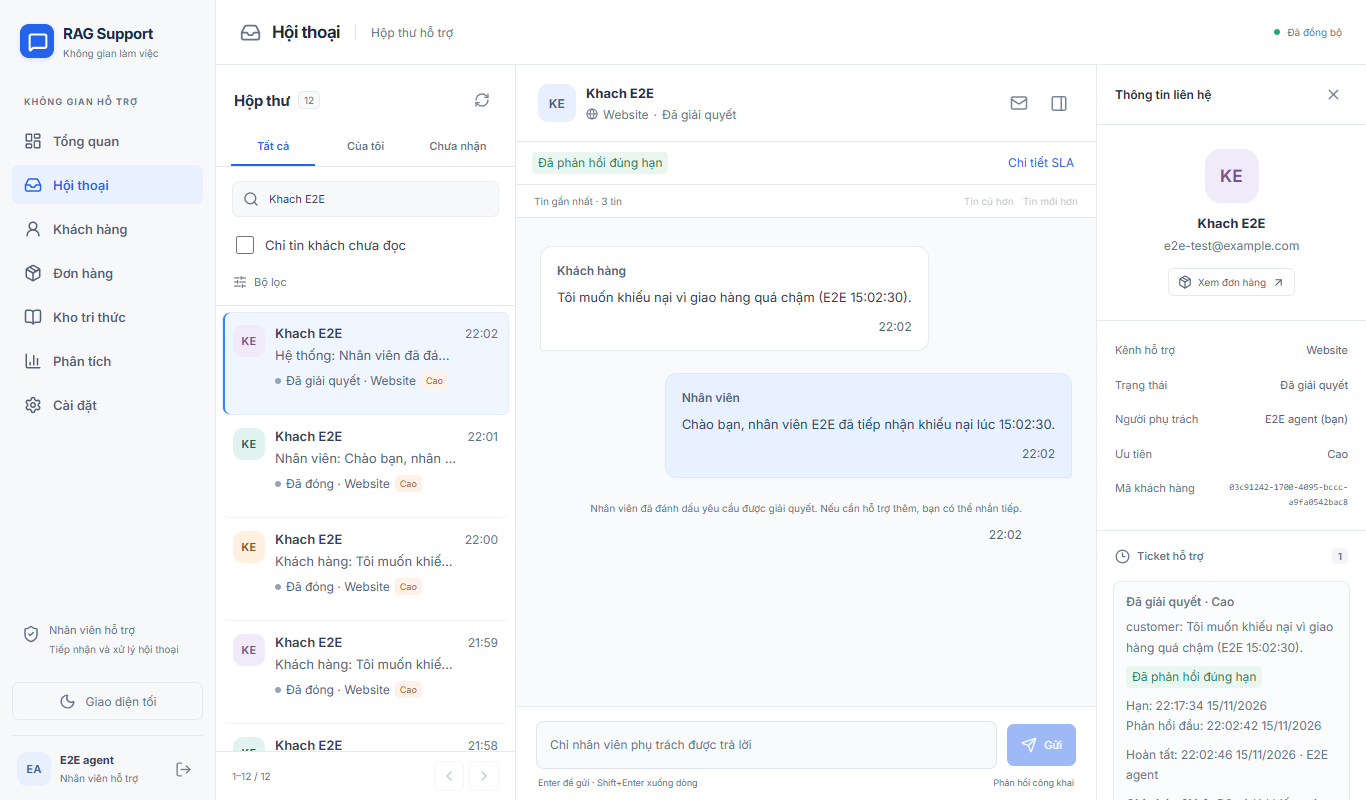 RAG Support
Không gian làm việc
KHÔNG GIAN HỖ TRỢ
Tổng quan
Hội thoại
Khách hàng
Đơn hàng
Kho tri thức
Phân tích
Cài đặt
Nhân viên hỗ trợ
Tiếp nhận và xử lý hội thoại
Giao diện tối
EA
E2E agent
Nhân viên hỗ trợ
Hội thoại
Hộp thư hỗ trợ
Đã đồng bộ
Hộp thư 12
Tất cả Của tôi Chưa nhận
Khach E2E
Chỉ tin khách chưa đọc
Bộ lọc
KE
Khach E2E 22:02
Hệ thống: Nhân viên đã đá...
Đã giải quyết · Website Cao
KE
Khach E2E 22:01
Nhân viên: Chào bạn, nhân ...
Đã đóng · Website Cao
KE
Khach E2E 22:00
Khách hàng: Tôi muốn khiế...
Đã đóng · Website Cao
KE
Khach E2E 21:59
Khách hàng: Tôi muốn khiế...
Đã đóng · Website Cao
KE
Khach E2E 21:58
1–12 / 12
KE
Khach E2E
Website · Đã giải quyết
Đã phản hồi đúng hạn
Chi tiết SLA
Tin gần nhất · 3 tin
Tin cũ hơn Tin mới hơn
Khách hàng
Tôi muốn khiếu nại vì giao hàng quá chậm (E2E 15:02:30).
22:02
Nhân viên
Chào bạn, nhân viên E2E đã tiếp nhận khiếu nại lúc 15:02:30.
22:02
Nhân viên đã đánh dấu yêu cầu được giải quyết. Nếu cần hỗ trợ thêm, bạn có thể nhắn tiếp.
22:02
Chỉ nhân viên phụ trách được trả lời
Gửi
Enter để gửi · Shift+Enter xuống dòng
Phản hồi công khai
Thông tin liên hệ
KE
Khach E2E
e2e-test@example.com
Xem đơn hàng
Kênh hỗ trợ Website
Trạng thái Đã giải quyết
Người phụ trách E2E agent (bạn)
Ưu tiên Cao
Mã khách hàng 03c91242-1700-4095-bccc-
a9fa0542bac8
Ticket hỗ trợ 1
Đã giải quyết · Cao
customer: Tôi muốn khiếu nại vì giao
hàng quá chậm (E2E 15:02:30).
Đã phản hồi đúng hạn
Hạn: 22:17:34 15/11/2026
Phản hồi đầu: 22:02:42 15/11/2026
Hoàn tất: 22:02:46 15/11/2026 · E2E
agent